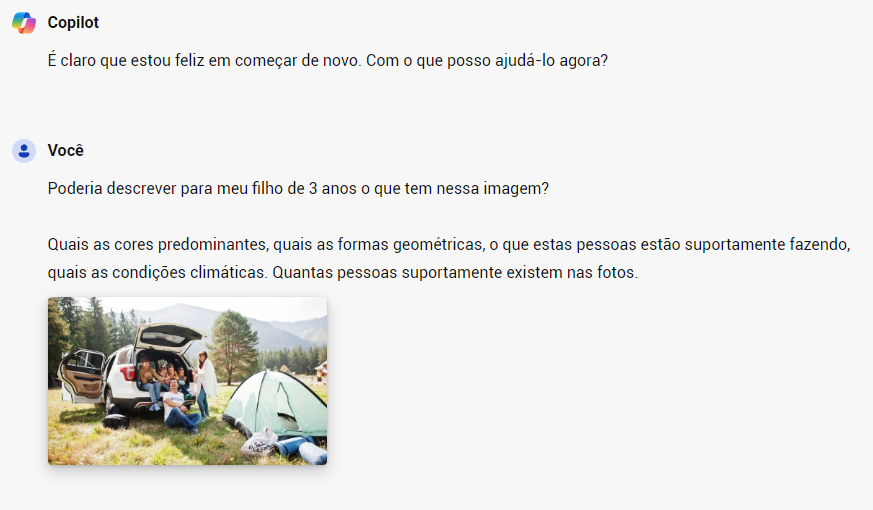 Copilot
É claro que estou feliz em começar de novo. Com o que posso ajudá-lo agora?
Você
Poderia descrever para meu filho de 3 anos o que tem nessa imagem?
Quais as cores predominantes, quais as formas geométricas, o que estas pessoas estão suportamente fazendo,
quais as condições climáticas. Quantas pessoas suportamente existem nas fotos.